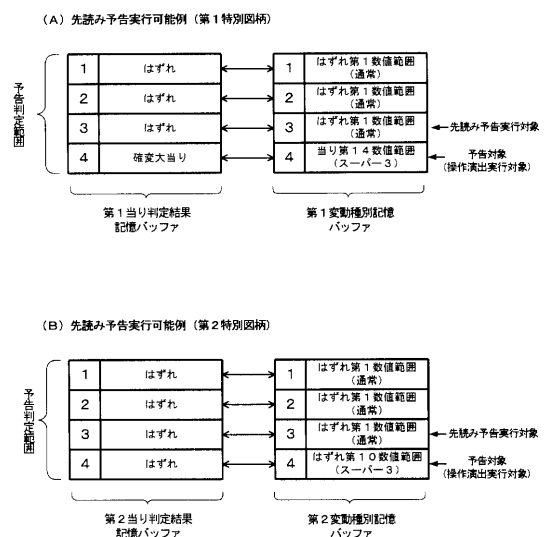 (A) 先読み予告実行可能例 (第1特別図柄)
予告判定範囲
1 はずれ
2 はずれ
3 はずれ
4 確変大当り
1 はずれ第1数値範囲
(通常)
2 はずれ第1数値範囲
(通常)
3 はずれ第1数値範囲
(通常)
4 当り第14数値範囲
(スーパー3)
先読み予告実行対象
予告対象
(操作演出実行対象)
第1当り判定結果
記憶バッファ
第1変動種別記憶
バッファ
(B) 先読み予告実行可能例 (第2特別図柄)
予告判定範囲
1 はずれ
2 はずれ
3 はずれ
4 はずれ
1 はずれ第1数値範囲
(通常)
2 はずれ第1数値範囲
(通常)
3 はずれ第1数値範囲
(通常)
4 はずれ第10数値範囲
(スーパー3)
先読み予告実行対象
予告対象
(操作演出実行対象)
第2当り判定結果
記憶バッファ
第2変動種別記憶
バッファ